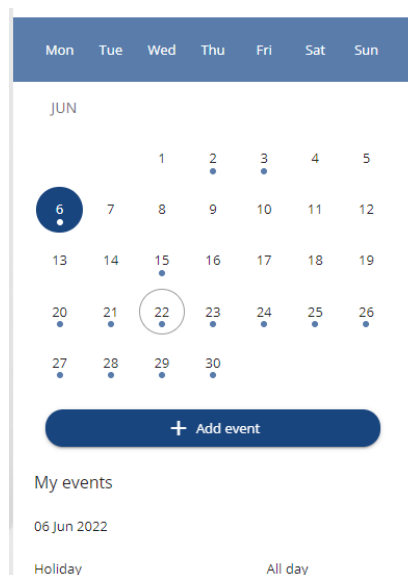 Mon Tue Wed Thu Fri Sat Sun
JUN
1 2 3 4 5
6 7 8 9 10 11 12
13 14 15 16 17 18 19
20 21 22 23 24 25 26
27 28 29 30
+ Add event
My events
06 Jun 2022
Holiday All day